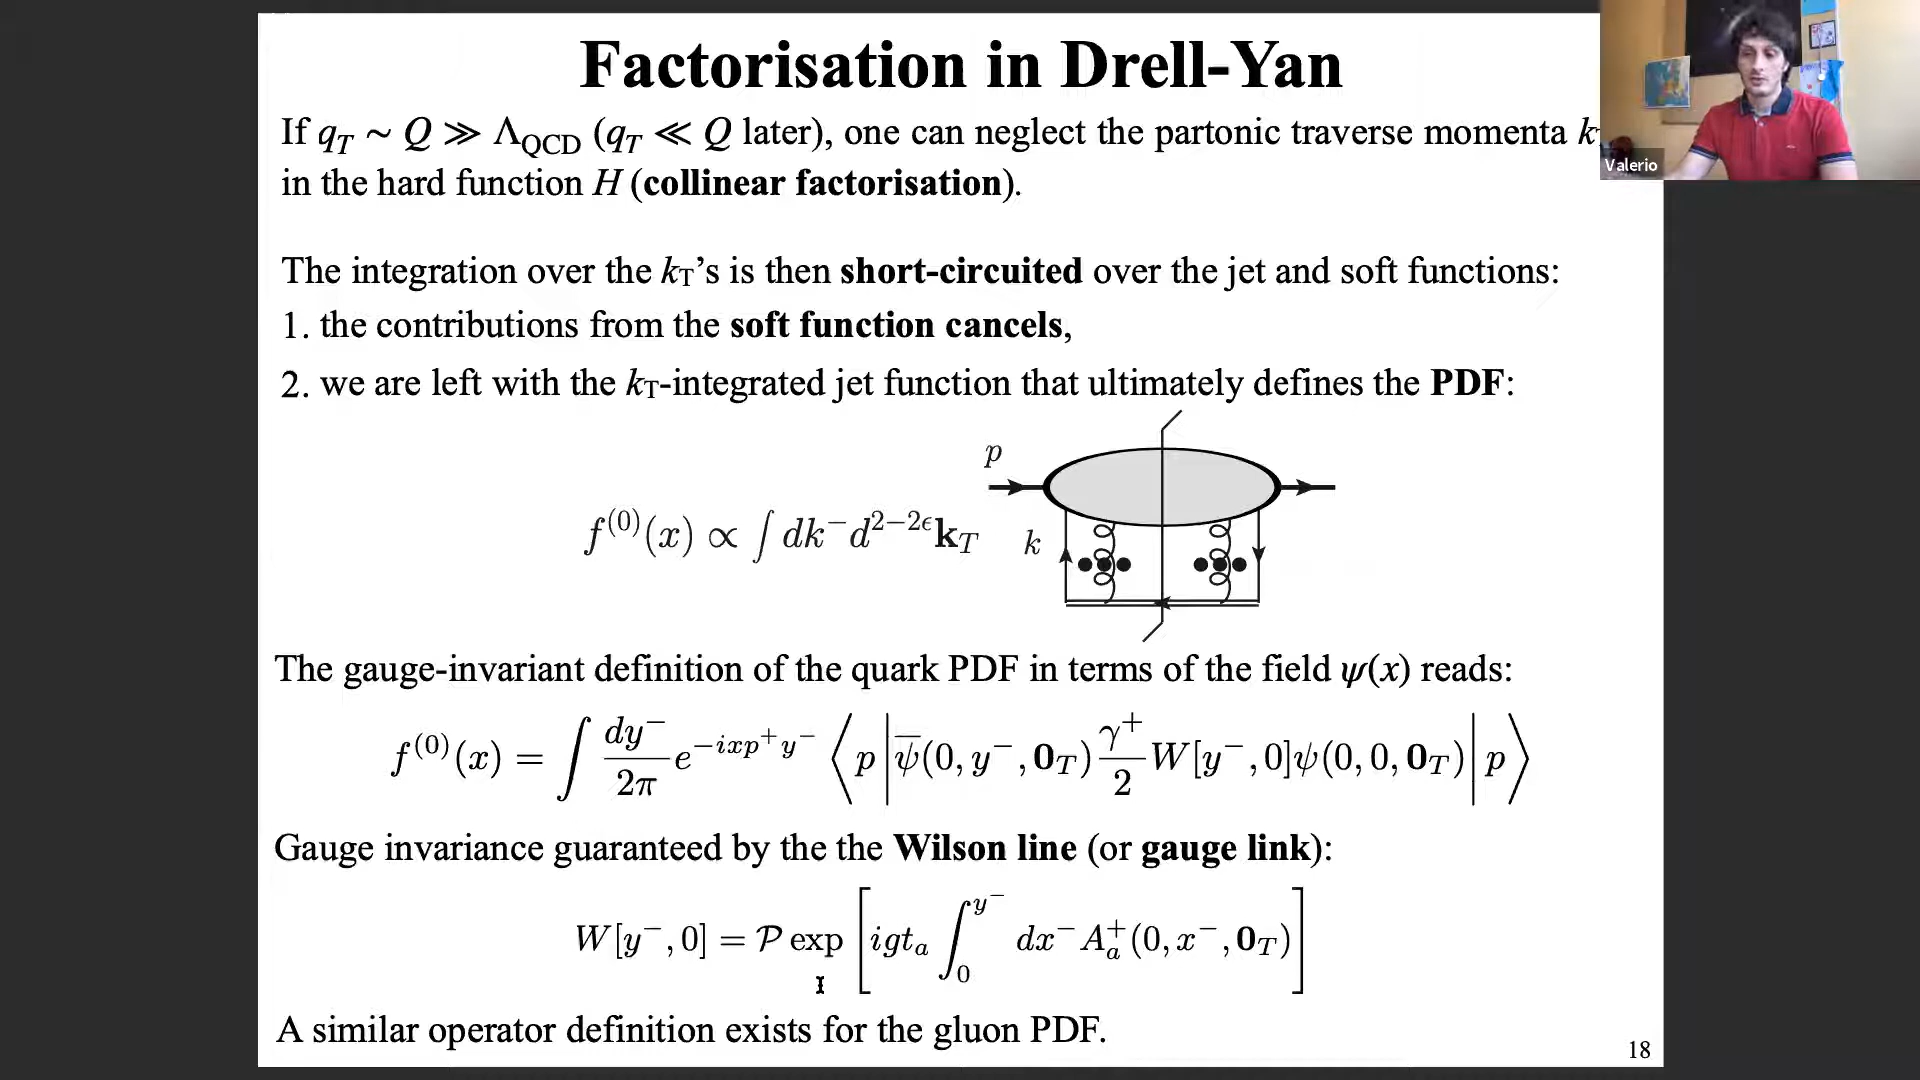 Factorisation in Drell-Yan
If q_T ∼ Q ≫ Λ_QCD (q_T ≪ Q later), one can neglect the partonic traverse momenta k
in the hard function H (collinear factorisation).
Valerio
The integration over the k_T's is then short-circuited over the jet and soft functions:
1. the contributions from the soft function cancels,
2. we are left with the k_T-integrated jet function that ultimately defines the PDF:
p
f^{(0)}(x) ∝ ∫ dk^- d^{2-2ϵ}𝐤_T
k
The gauge-invariant definition of the quark PDF in terms of the field ψ(x) reads:
f^{(0)}(x) = ∫ \frac{dy^-}{2π} e^{-ixp^+y^-} ⟨p| \overline{ψ}(0, y^-, 𝟎_T) \frac{γ^+}{2} W[y^-, 0]ψ(0, 0, 𝟎_T) |p⟩
Gauge invariance guaranteed by the the Wilson line (or gauge link):
W[y^-, 0] = 𝒫 exp [ igt_a ∫_0^{y^-} dx^- A_a^+(0, x^-, 𝟎_T) ]
A similar operator definition exists for the gluon PDF.
18